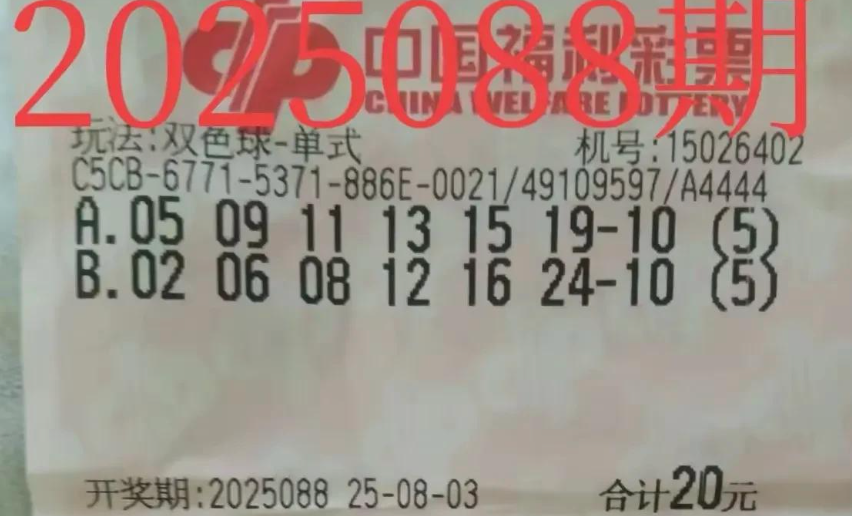 2025088期
中国福利彩票
CHINA WELFARE LOTTERY
玩法:双色球-单式 机号:15026402
C5CB-6771-5371-886E-0021/49109597/A4444
A.05 09 11 13 15 19-10 (5)
B.02 06 08 12 16 24-10 (5)
开奖期:2025088 25-08-03 合计20元